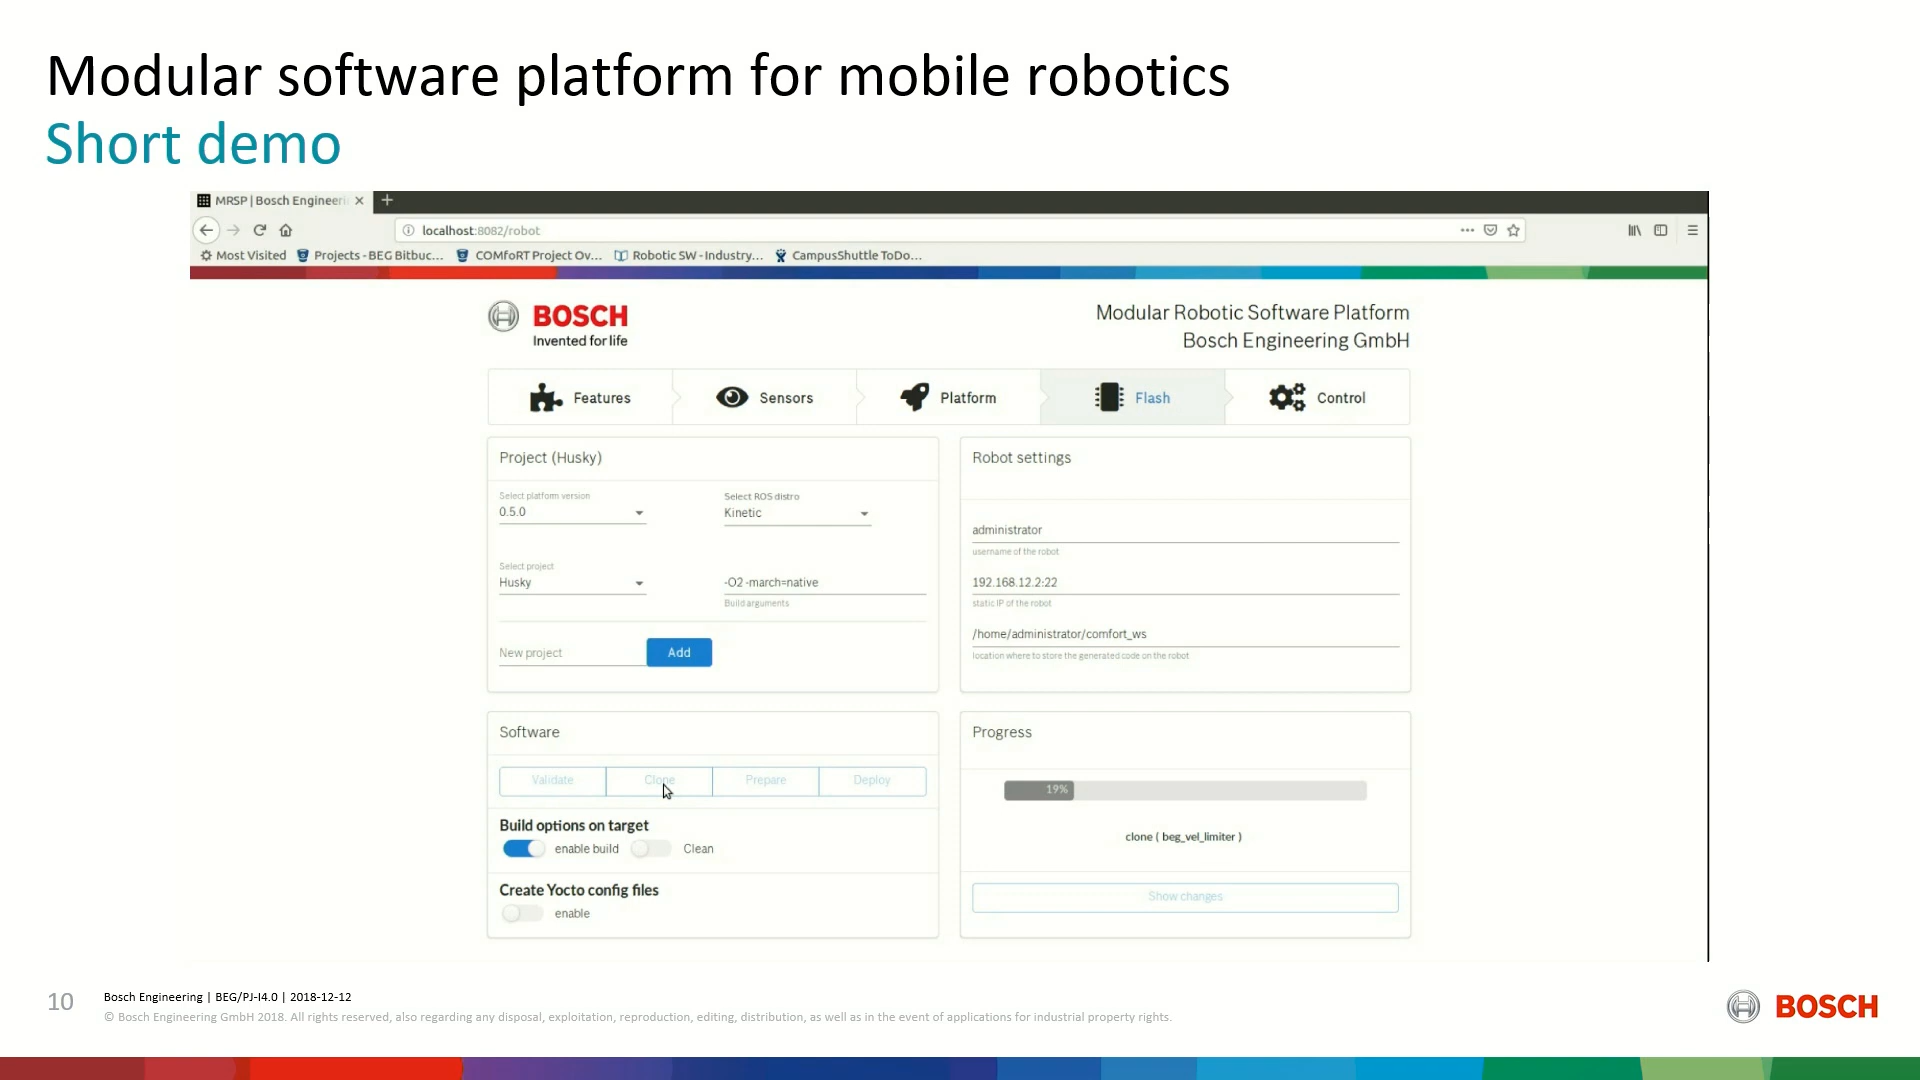 Modular software platform for mobile robotics
Short demo
MRSP | Bosch Engineeri
localhost:8082/robot
Most Visited Projects - BEG Bitbuc... COMfoRT Project Ov... Robotic SW - Industry... CampusShuttle ToDo...
BOSCH
Invented for life
Modular Robotic Software Platform
Bosch Engineering GmbH
Features Sensors Platform Flash Control
Project (Husky)
Select platform version
0.5.0
Select ROS distro
Kinetic
Select project
Husky
-O2 -march=native
Build arguments
New project
Add
Robot settings
administrator
username of the robot
192.168.12.2:22
static IP of the robot
/home/administrator/comfort_ws
location where to store the generated code on the robot
Software
Validate Clone Prepare Deploy
Build options on target
enable build Clean
Create Yocto config files
enable
Progress
19%
clone ( beg_vel_limiter )
Show changes
10
Bosch Engineering | BEG/PJ-I4.0 | 2018-12-12
© Bosch Engineering GmbH 2018. All rights reserved, also regarding any disposal, exploitation, reproduction, editing, distribution, as well as in the event of applications for industrial property rights.
BOSCH